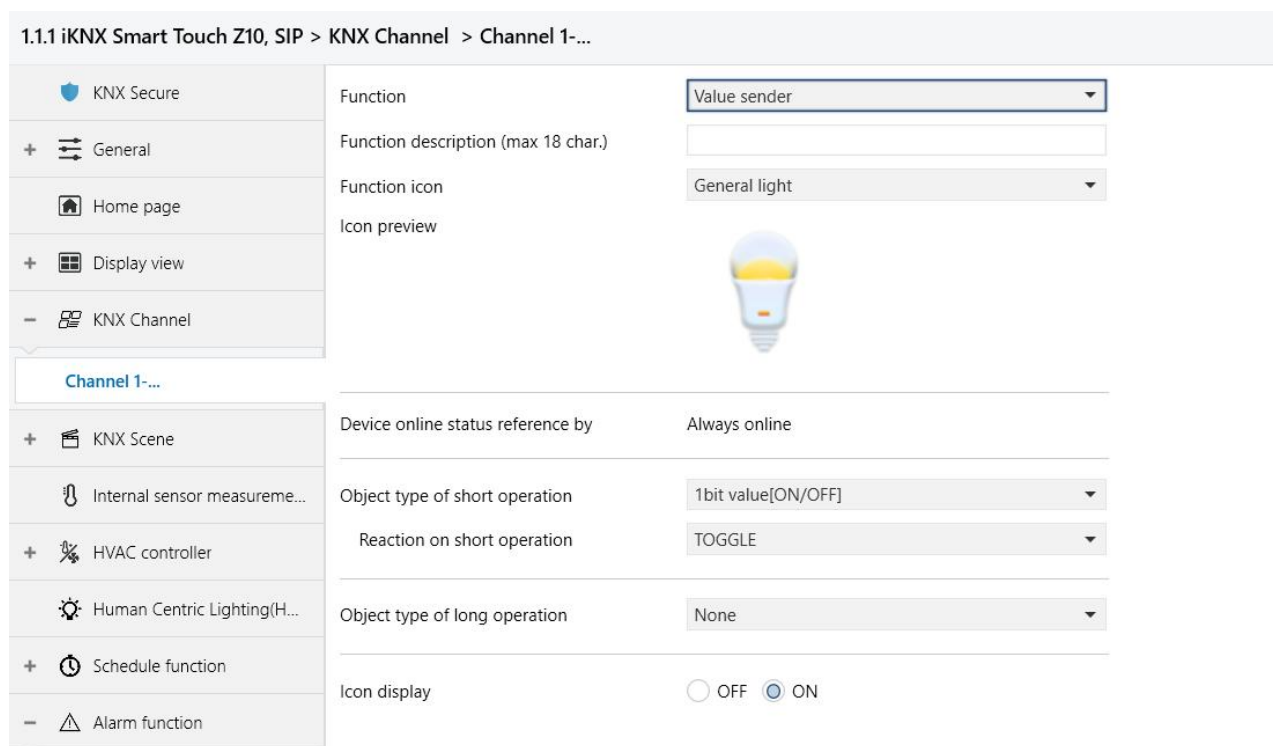 1.1.1 iKNX Smart Touch Z10, SIP > KNX Channel > Channel 1-...
KNX Secure
+ General
Home page
+ Display view
− KNX Channel
Channel 1-...
+ KNX Scene
Internal sensor measureme...
+ HVAC controller
Human Centric Lighting(H...
+ Schedule function
− Alarm function
Function Value sender
Function description (max 18 char.)
Function icon General light
Icon preview
Device online status reference by Always online
Object type of short operation 1bit value[ON/OFF]
Reaction on short operation TOGGLE
Object type of long operation None
Icon display OFF ON